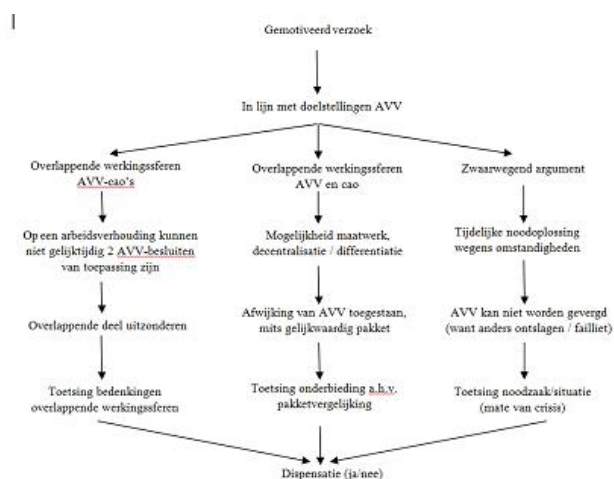 Gemotiveerd verzoek
In lijn met doelstellingen AVV
Overlappende werkingssferen
AVV-cao's
Op een arbeidsverhouding kunnen
niet gelijktijdig 2 AVV-besluiten
van toepassing zijn
Overlappende deel uitzonderen
Toetsing bedenkingen
overlappende werkingssferen
Overlappende werkingssferen
AVV en cao
Mogelijkheid maatwerk,
decentralisatie / differentiatie
Afwijking van AVV toegestaan,
mits gelijkwaardig pakket
Toetsing onderbieding a.h.v.
pakketvergelijking
Zwaarwegend argument
Tijdelijke noodoplossing
wegens omstandigheden
AVV kan niet worden gevergd
(want anders ontslagen / failliet)
Toetsing noodzaak/situatie
(mate van crisis)
Dispensatie (ja/nee)